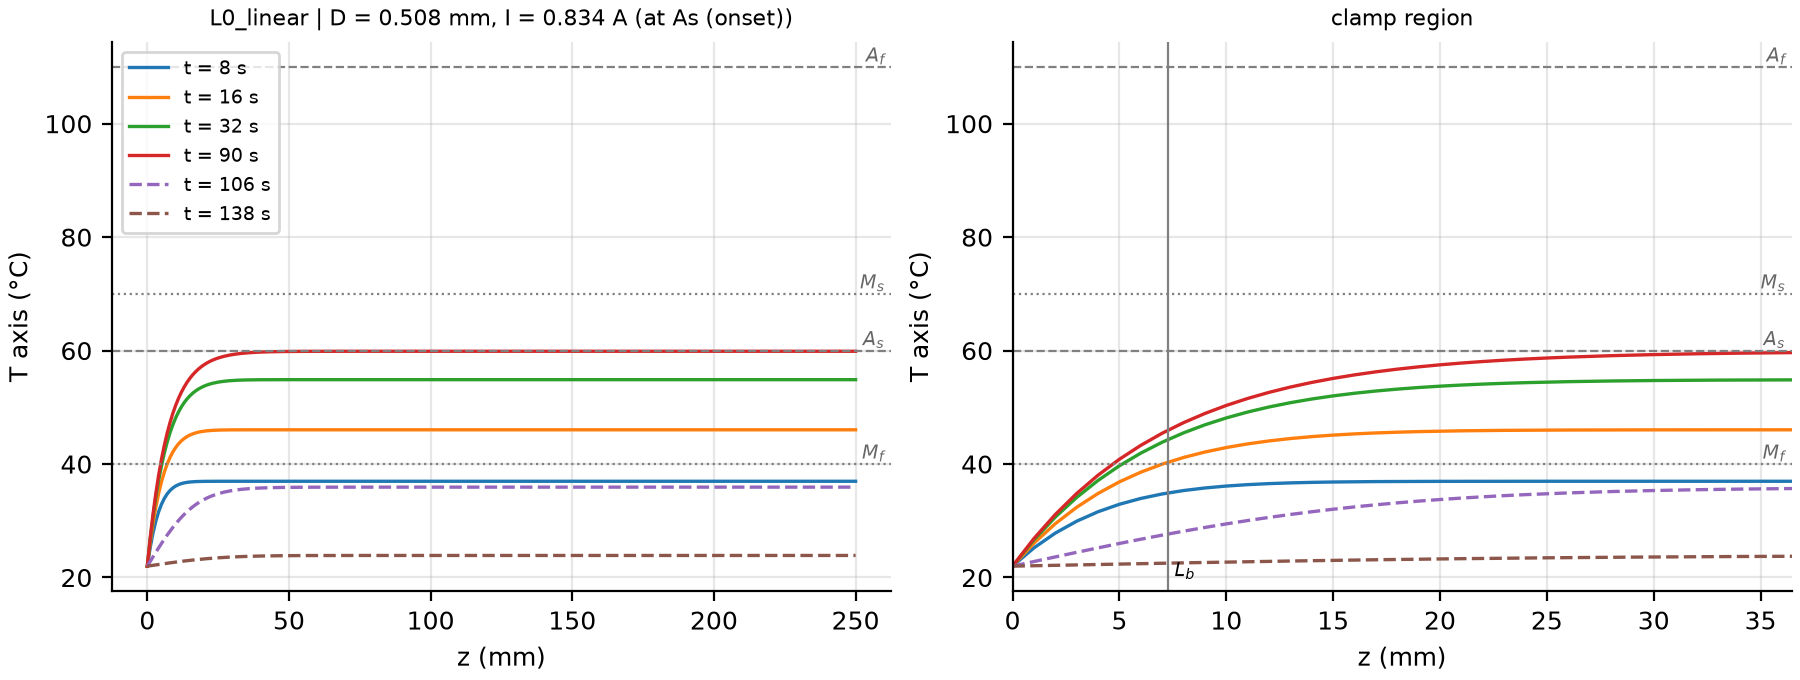 L0_linear | D = 0.508 mm, I = 0.834 A (at As (onset))
t = 8 s
t = 16 s
t = 32 s
t = 90 s
t = 106 s
t = 138 s
A_f
M_s
A_s
M_f
T axis (°C)
100
80
60
40
20
0
50
100
150
200
250
z (mm)
clamp region
A_f
M_s
A_s
M_f
L_b
T axis (°C)
100
80
60
40
20
0
5
10
15
20
25
30
35
z (mm)